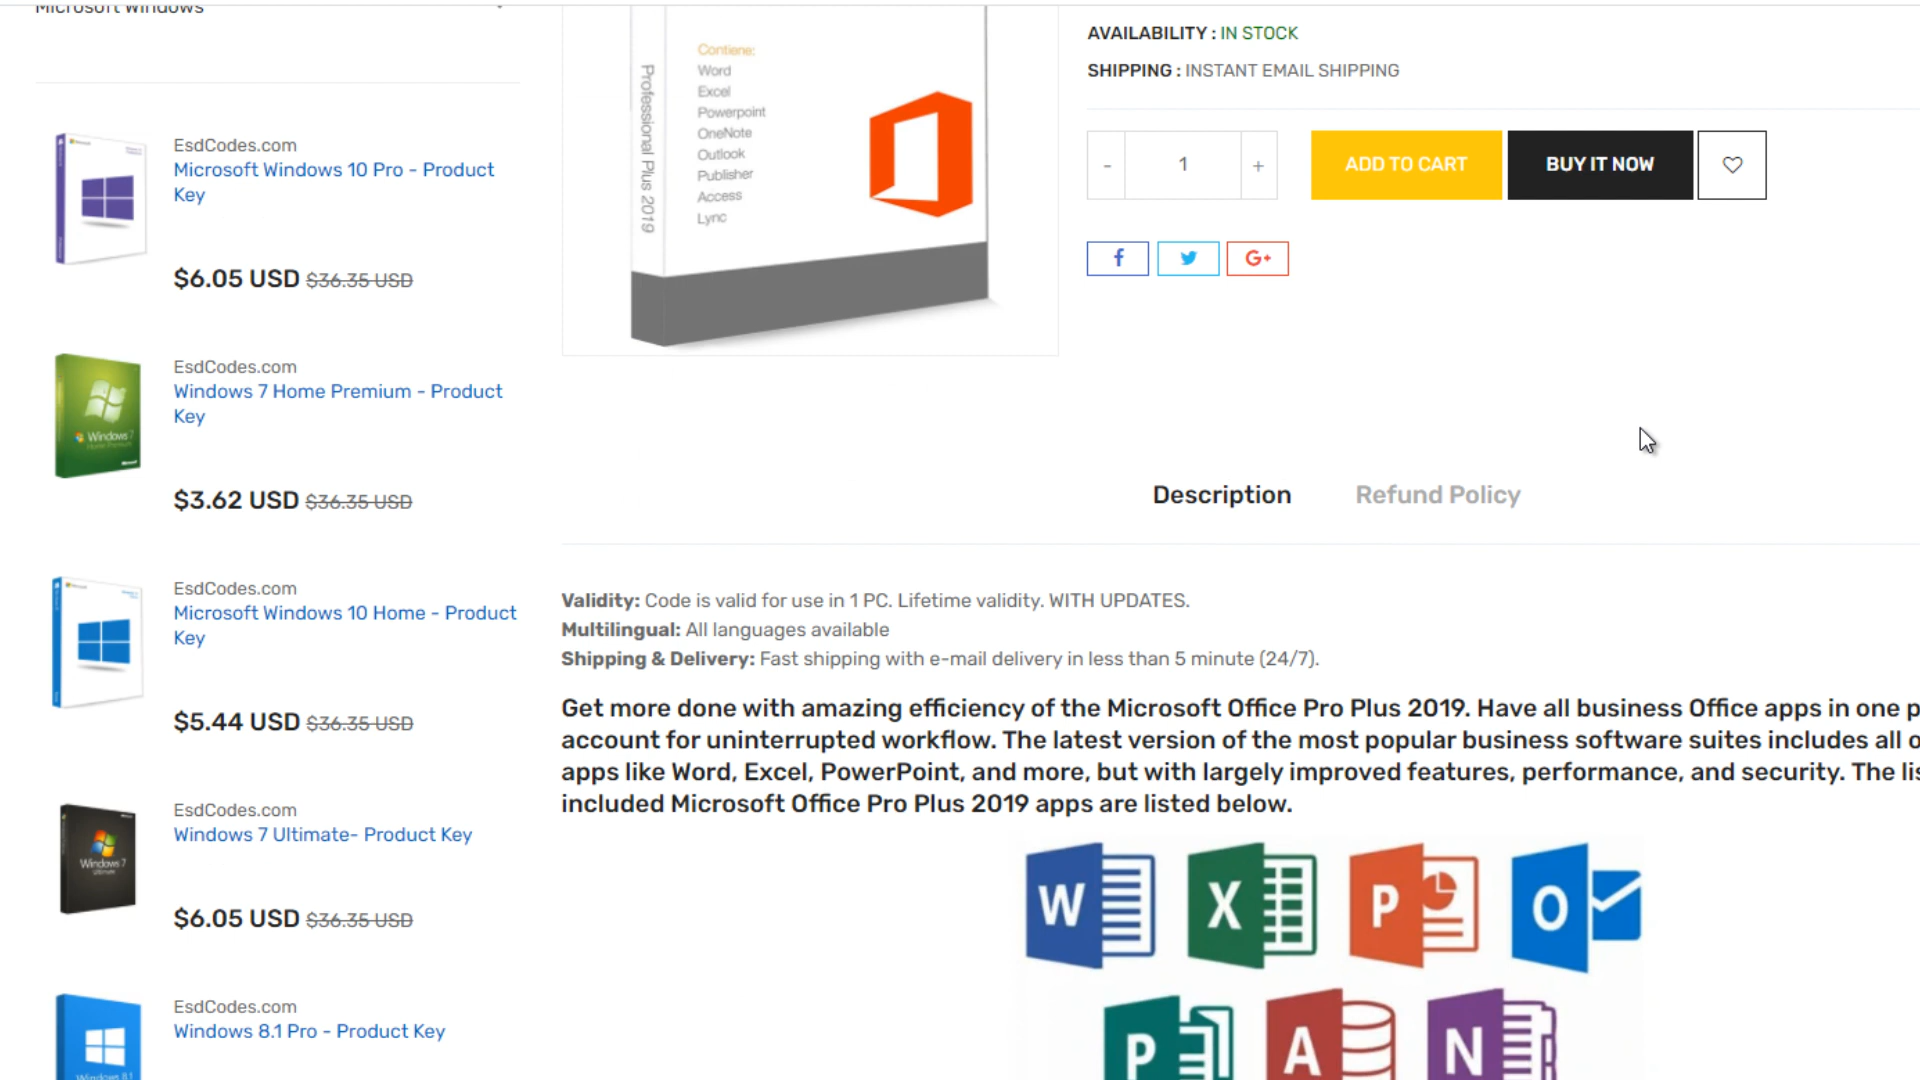 Microsoft Windows
EsdCodes.com
Microsoft Windows 10 Pro - Product
Key
$6.05 USD $36.35 USD
EsdCodes.com
Windows 7 Home Premium - Product
Key
$3.62 USD $36.35 USD
EsdCodes.com
Microsoft Windows 10 Home - Product
Key
$5.44 USD $36.35 USD
EsdCodes.com
Windows 7 Ultimate- Product Key
$6.05 USD $36.35 USD
EsdCodes.com
Windows 8.1 Pro - Product Key
Windows 7
Windows 7
Ultimate
Windows 8.1
Professional Plus 2019
Contiene:
Word
Excel
Powerpoint
OneNote
Outlook
Publisher
Access
Lync
AVAILABILITY : IN STOCK
SHIPPING : INSTANT EMAIL SHIPPING
- 1 +
ADD TO CART
BUY IT NOW
f
G+
Description
Refund Policy
Validity: Code is valid for use in 1 PC. Lifetime validity. WITH UPDATES.
Multilingual: All languages available
Shipping & Delivery: Fast shipping with e-mail delivery in less than 5 minute (24/7).
Get more done with amazing efficiency of the Microsoft Office Pro Plus 2019. Have all business Office apps in one p
account for uninterrupted workflow. The latest version of the most popular business software suites includes all o
apps like Word, Excel, PowerPoint, and more, but with largely improved features, performance, and security. The lis
included Microsoft Office Pro Plus 2019 apps are listed below.
W X P O
P A N